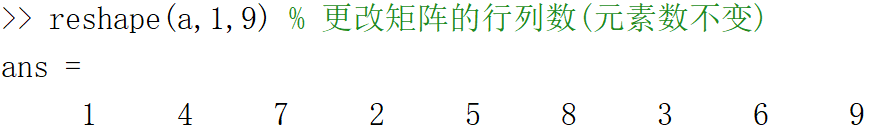 >> reshape(a,1,9) % 更改矩阵的行列数(元素数不变)
ans =
1 4 7 2 5 8 3 6 9